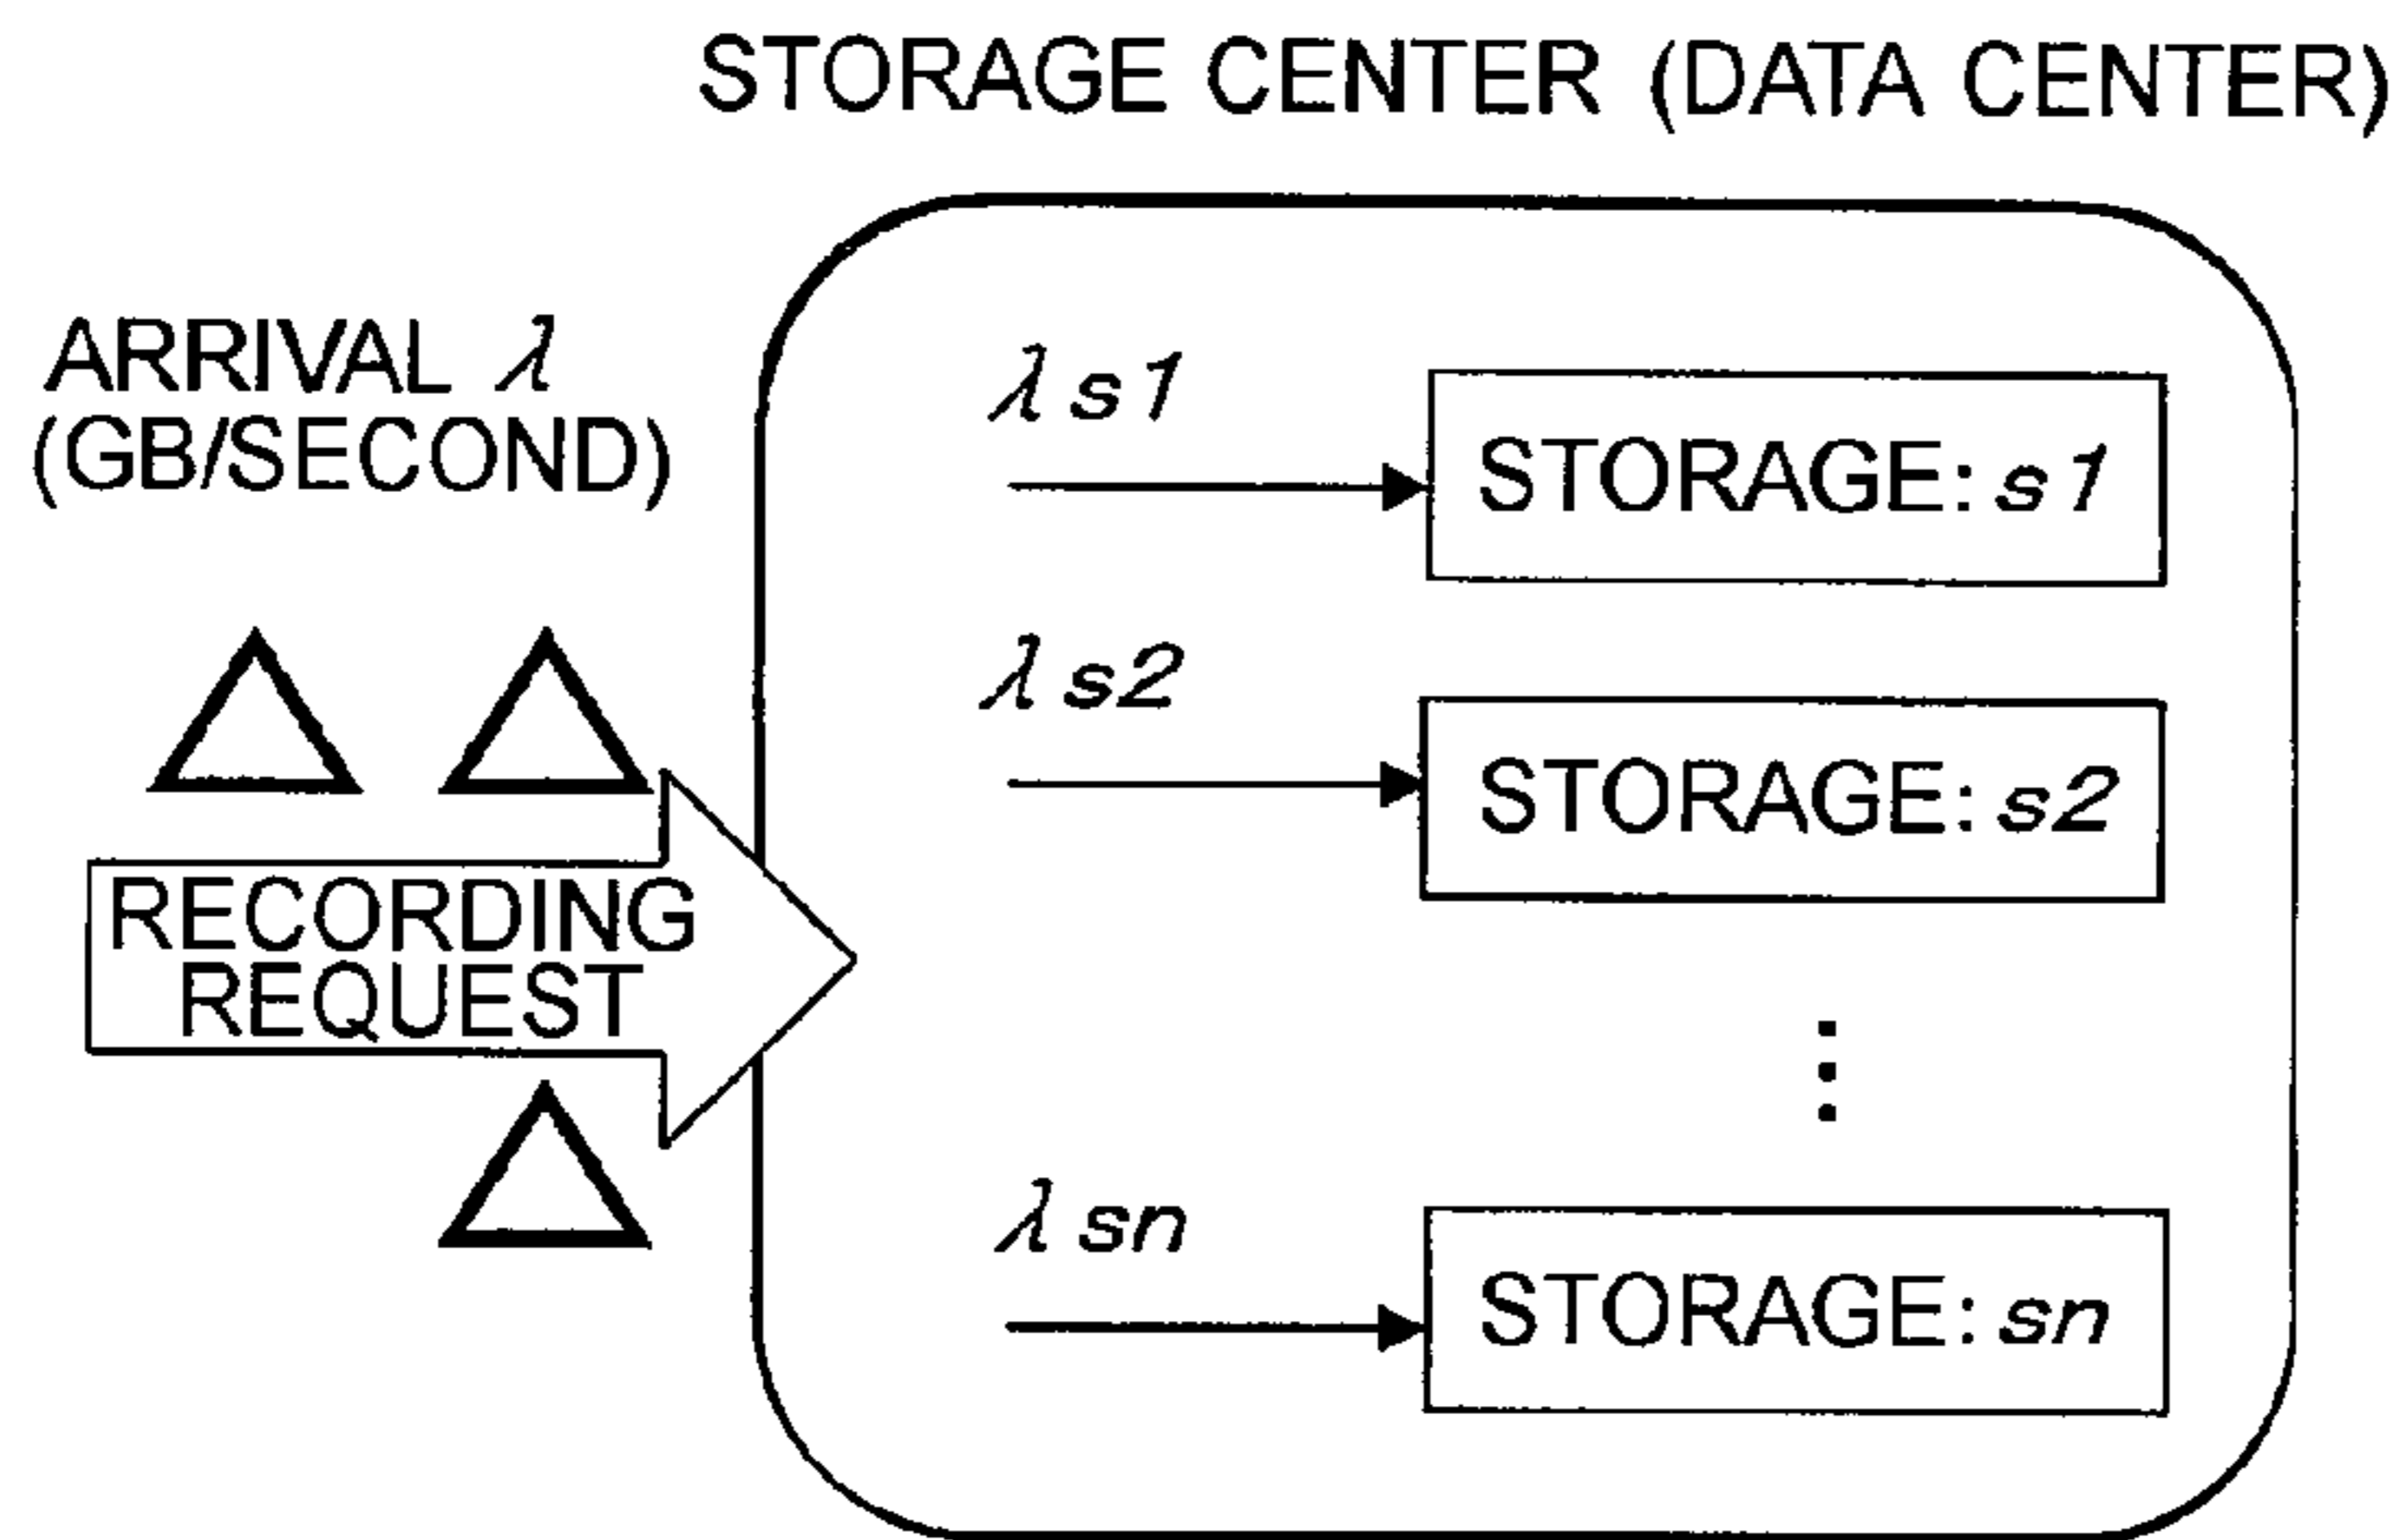 STORAGE CENTER (DATA CENTER)
ARRIVAL λ
(GB/SECOND)
λs1
STORAGE: s1
λs2
STORAGE: s2
RECORDING
REQUEST
λsn
STORAGE: sn